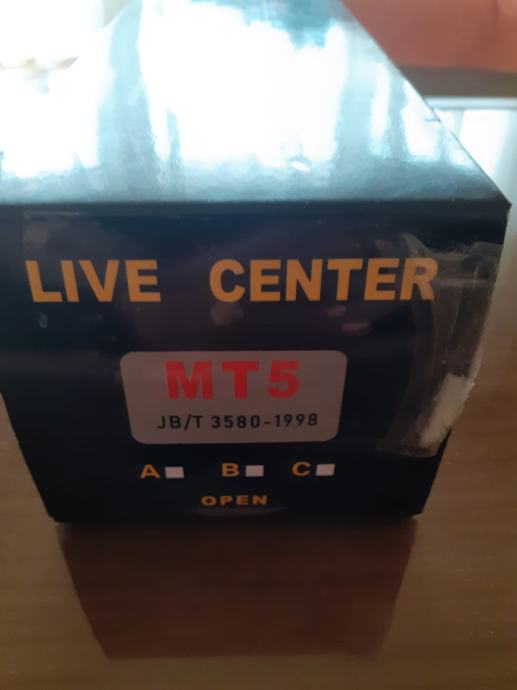 LIVE CENTER
MT5
JB/T 3580-1998
A B C
OPEN